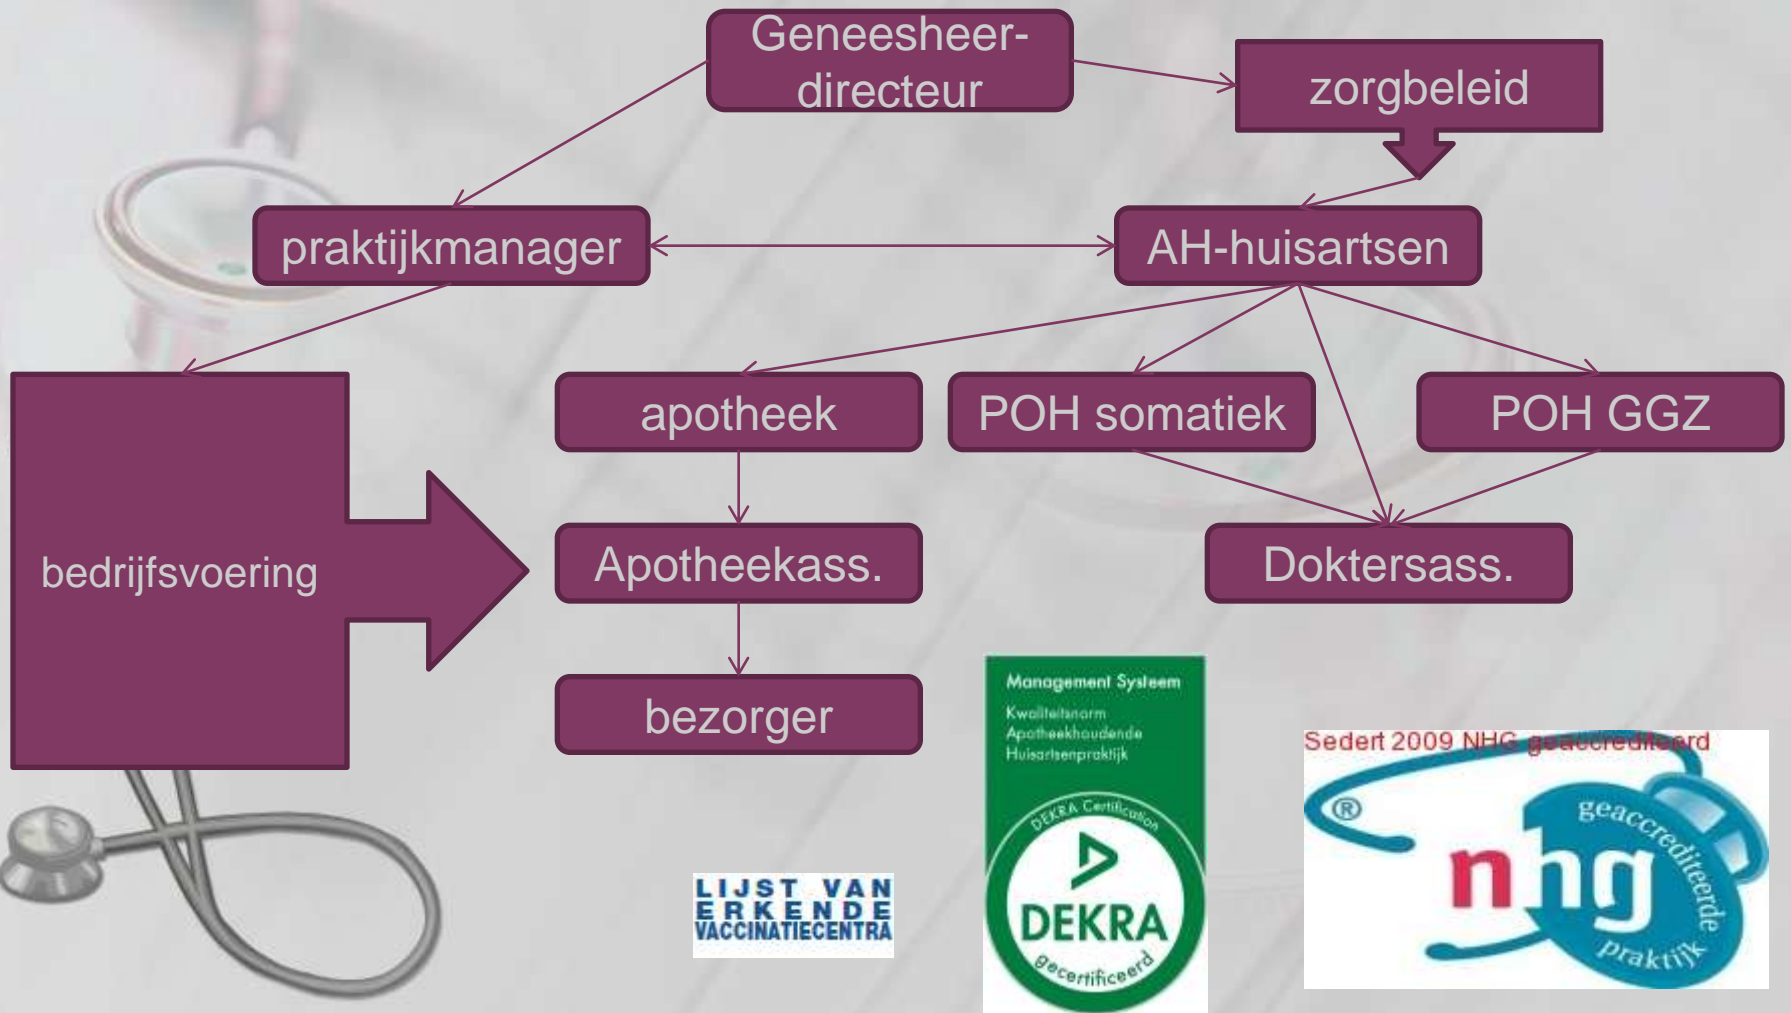 Geneesheer-
directeur
zorgbeleid
praktijkmanager
AH-huisartsen
apotheek
POH somatiek
POH GGZ
bedrijfsvoering
Apotheekass.
Doktersass.
bezorger
Management Systeem
Kwaliteitsnorm
Apotheekhoudende
Huisartsenpraktijk
DEKRA Certification
DEKRA
gecertificeerd
Sedert 2009 NHG geaccrediteerd
®
geaccrediteerde
nhg
praktijk
LIJST VAN
ERKENDE
VACCINATIECENTRA